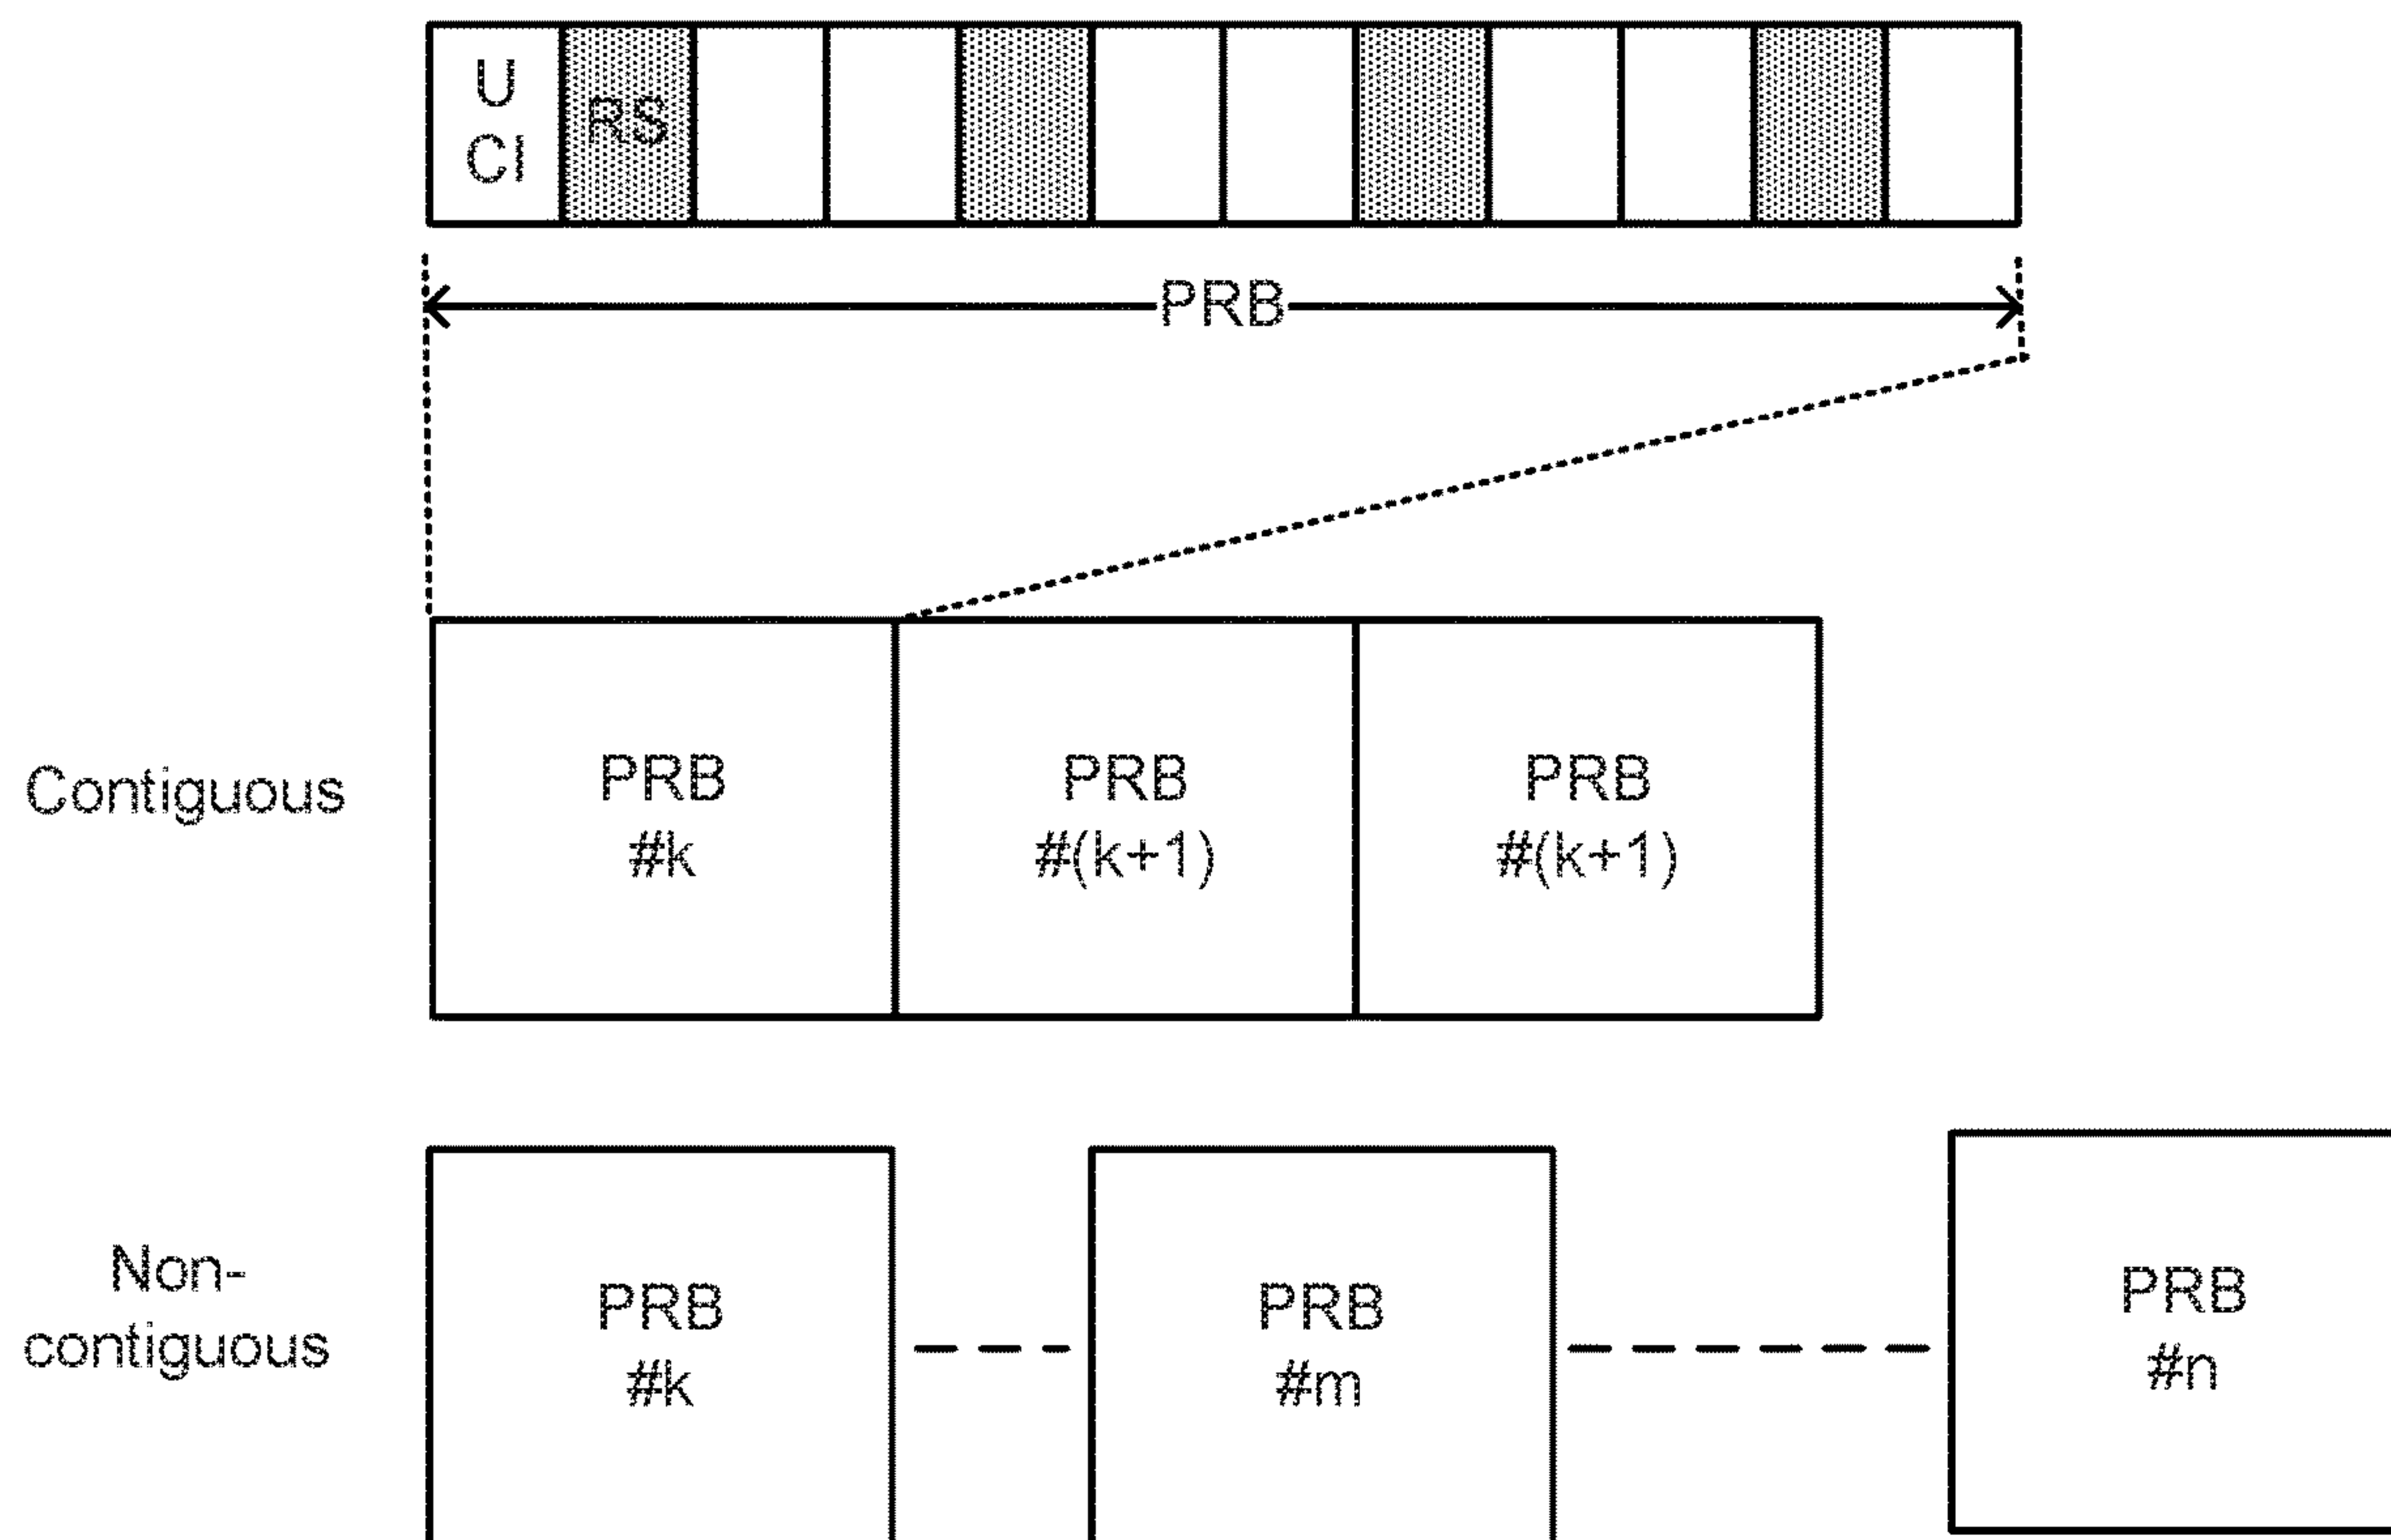 U
CI
RS
PRB
Contiguous
PRB
#k
PRB
#(k+1)
PRB
#(k+1)
Non-
contiguous
PRB
#k
PRB
#m
PRB
#n